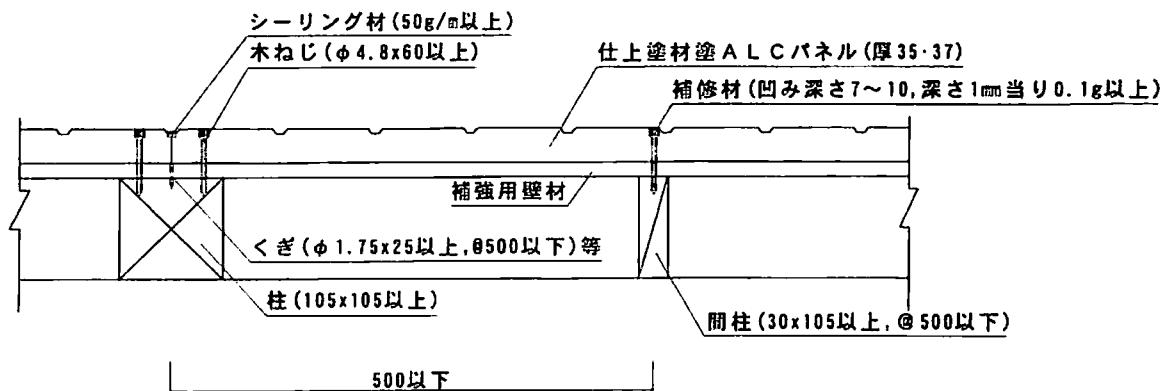 シーリング材(50g/m以上)
木ねじ(φ4.8x60以上)
仕上塗材塗ALCパネル(厚35·37)
補修材(凹み深さ7～10,深さ1mm当り0.1g以上)
補強用壁材
くぎ(φ1.75x25以上,@500以下)等
柱(105x105以上)
間柱(30x105以上,@500以下)
500以下